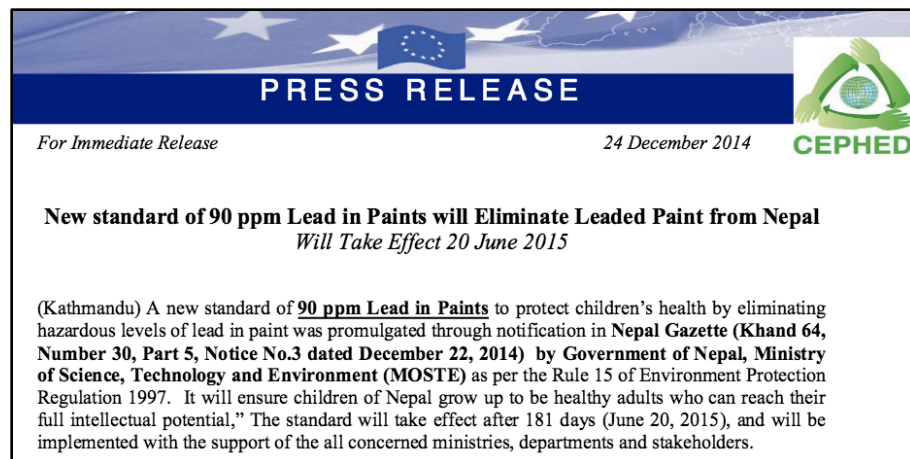 PRESS RELEASE
For Immediate Release 24 December 2014
CEPHED
New standard of 90 ppm Lead in Paints will Eliminate Leaded Paint from Nepal
Will Take Effect 20 June 2015
(Kathmandu) A new standard of 90 ppm Lead in Paints to protect children’s health by eliminating
hazardous levels of lead in paint was promulgated through notification in Nepal Gazette (Khand 64,
Number 30, Part 5, Notice No.3 dated December 22, 2014) by Government of Nepal, Ministry
of Science, Technology and Environment (MOSTE) as per the Rule 15 of Environment Protection
Regulation 1997. It will ensure children of Nepal grow up to be healthy adults who can reach their
full intellectual potential,” The standard will take effect after 181 days (June 20, 2015), and will be
implemented with the support of the all concerned ministries, departments and stakeholders.